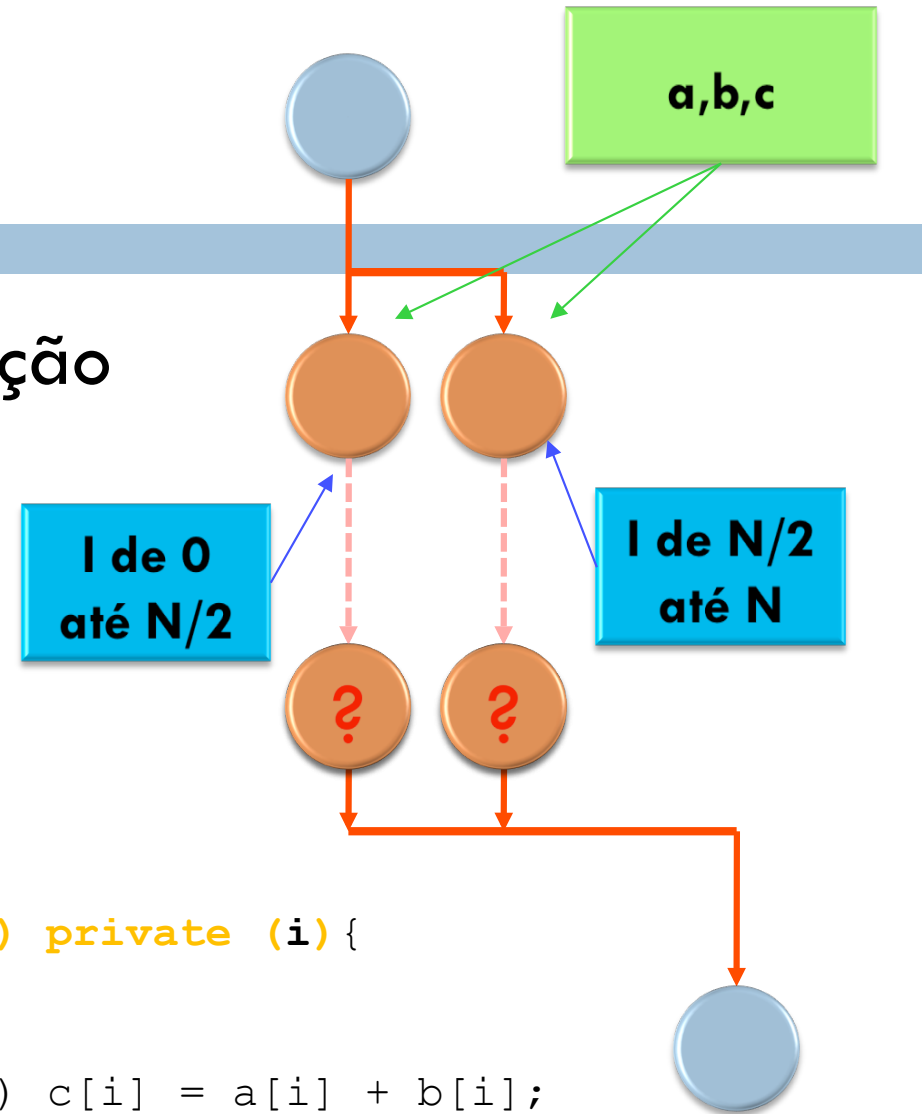 a,b,c
ção
I de 0
até N/2
I de N/2
até N
?
?
) private (i){
) c[i] = a[i] + b[i];